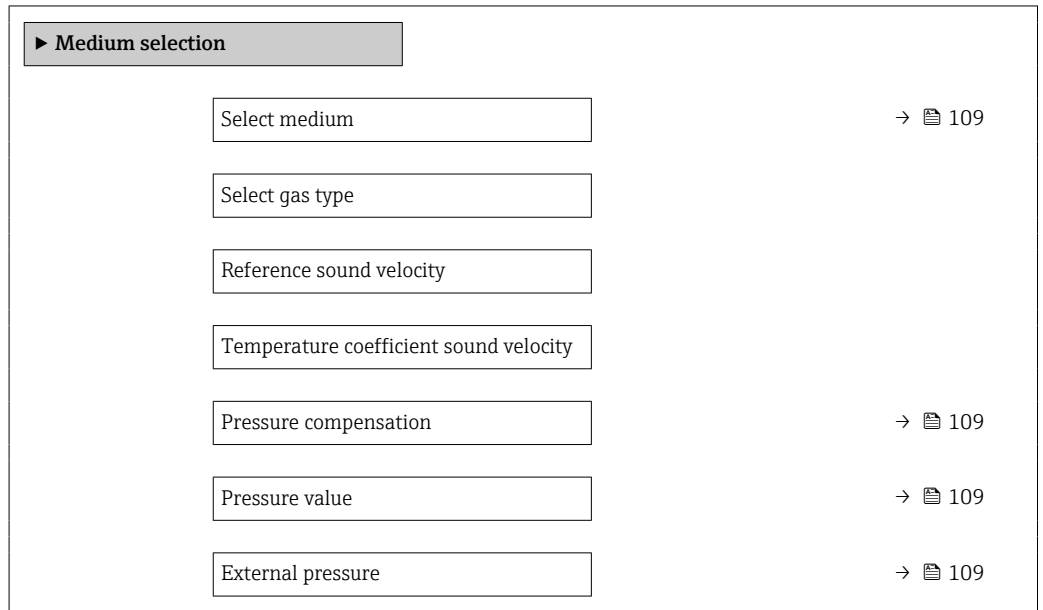 ▶ Medium selection
Select medium → 109
Select gas type
Reference sound velocity
Temperature coefficient sound velocity
Pressure compensation → 109
Pressure value → 109
External pressure → 109